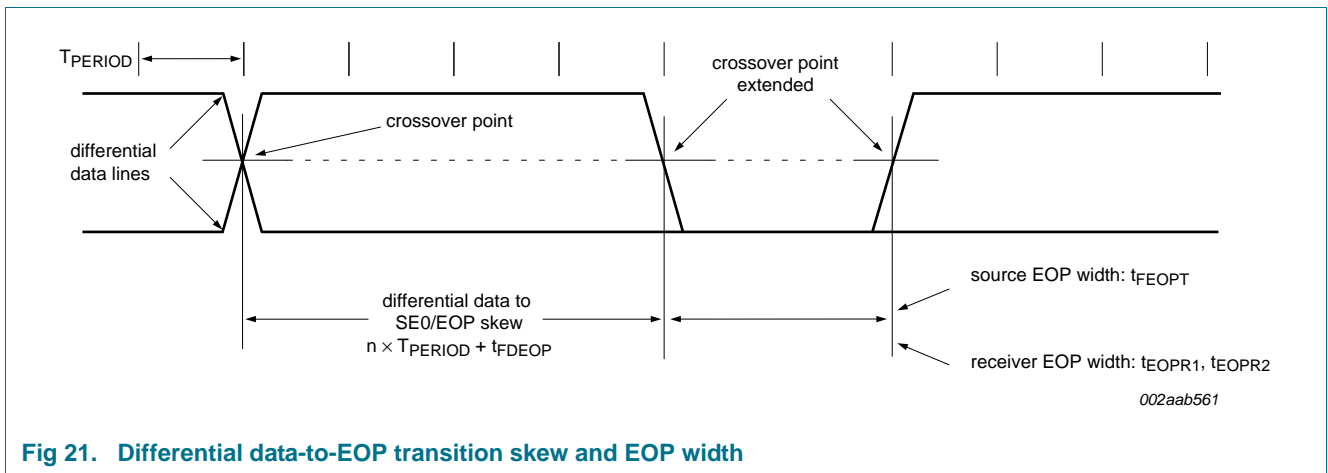 TPERIOD
crossover point
extended
crossover point
differential
data lines
differential data to
SE0/EOP skew
n × TPERIOD + tFDEOP
source EOP width: tFEOPT
receiver EOP width: tEOPR1, tEOPR2
002aab561
Fig 21. Differential data-to-EOP transition skew and EOP width